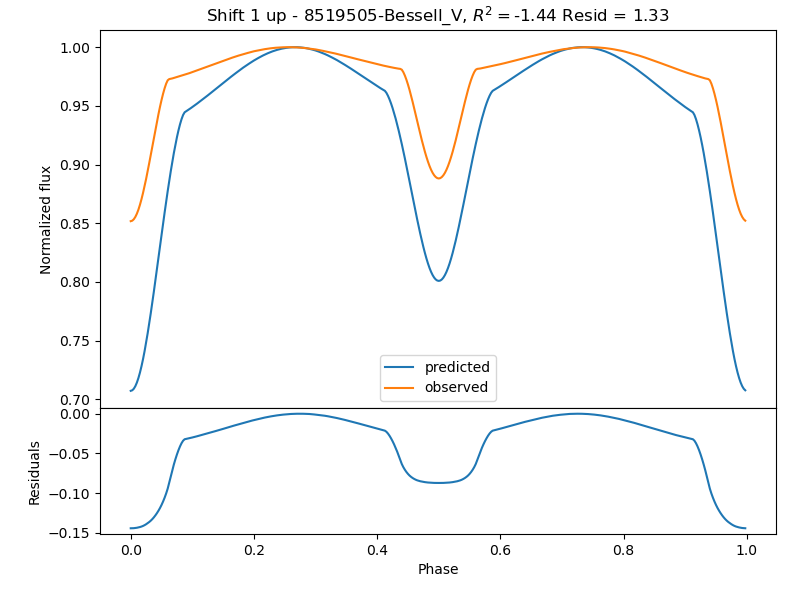 Shift 1 up - 8519505-Bessell_V, R² = -1.44 Resid = 1.33
1.00
0.95
0.90
0.85
0.80
0.75
0.70
Normalized flux
predicted
observed
0.00
−0.05
−0.10
−0.15
Residuals
0.0 0.2 0.4 0.6 0.8 1.0
Phase